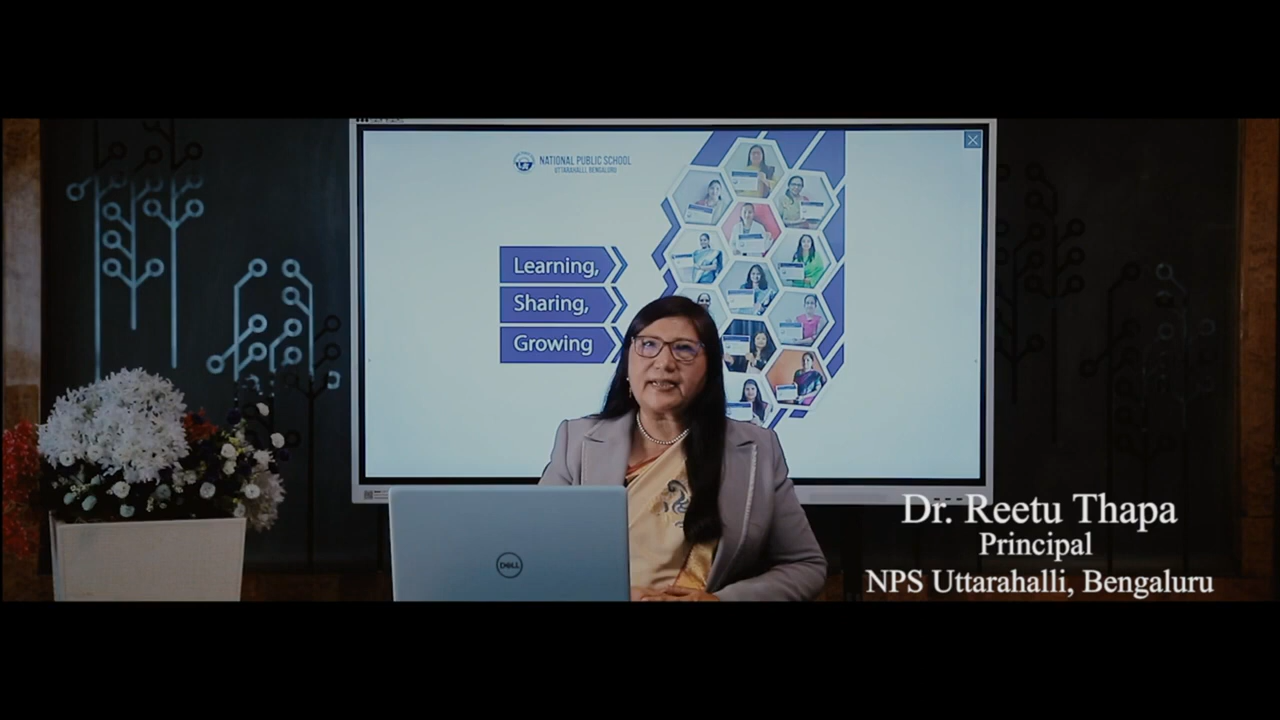 NATIONAL PUBLIC SCHOOL
UTTARAHALLI, BENGALURU
Learning,
Sharing,
Growing
DELL
Dr. Reetu Thapa
Principal
NPS Uttarahalli, Bengaluru